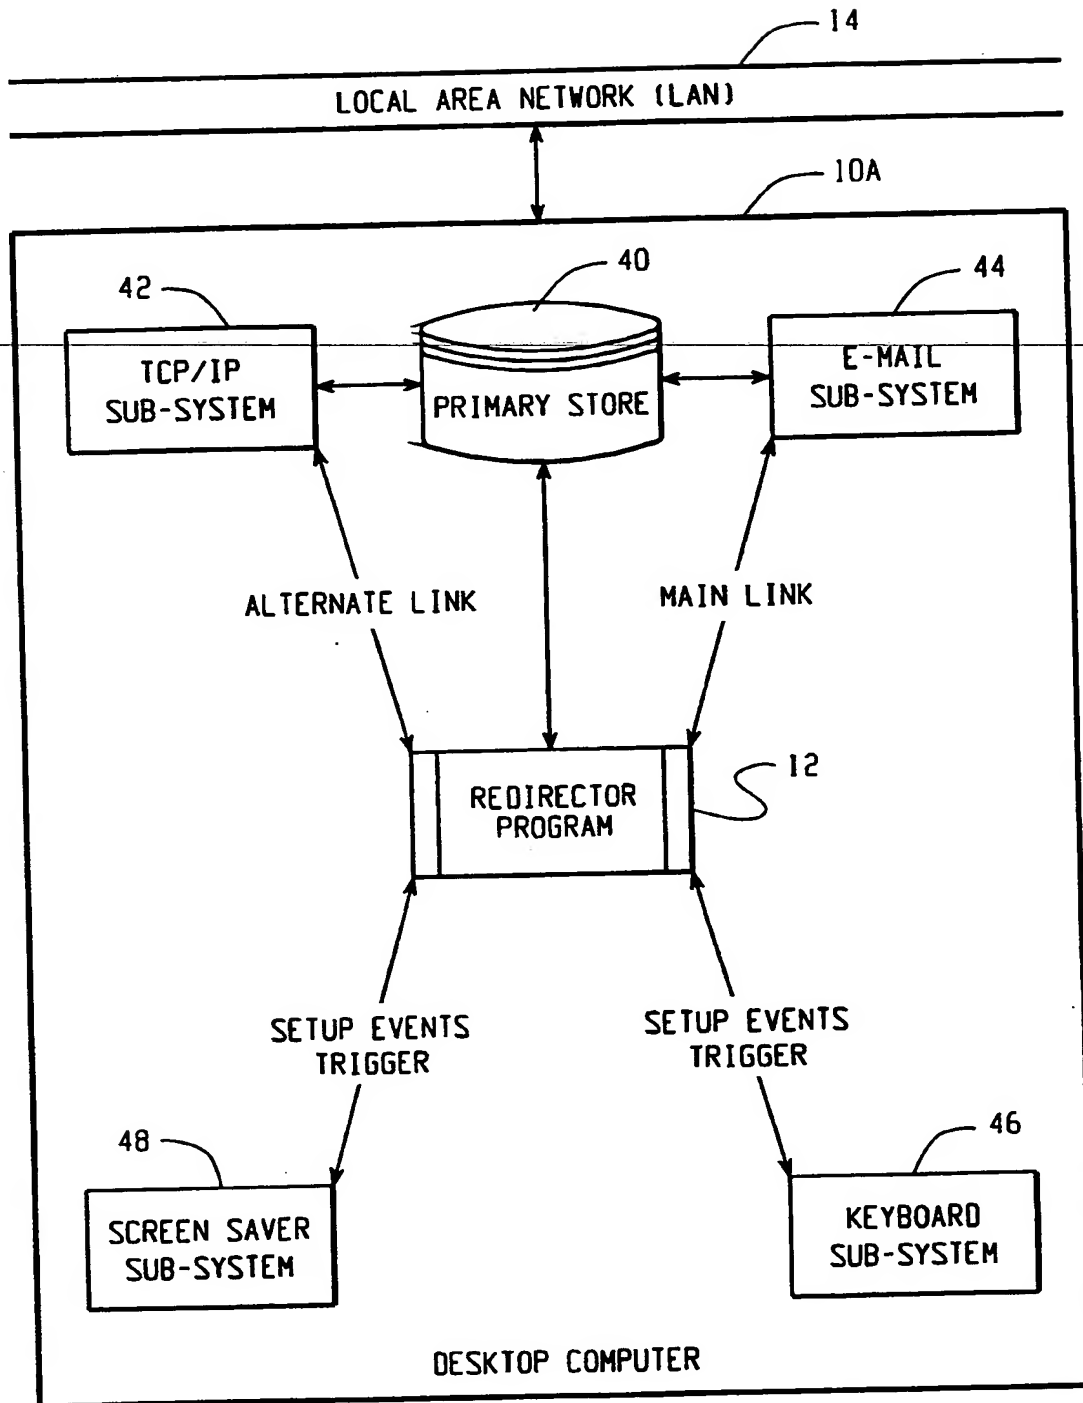 14
LOCAL AREA NETWORK (LAN)
10A
42
40
44
TCP/IP
SUB-SYSTEM
PRIMARY STORE
E-MAIL
SUB-SYSTEM
ALTERNATE LINK
MAIN LINK
12
REDIRECTOR
PROGRAM
SETUP EVENTS
TRIGGER
SETUP EVENTS
TRIGGER
48
46
SCREEN SAVER
SUB-SYSTEM
KEYBOARD
SUB-SYSTEM
DESKTOP COMPUTER